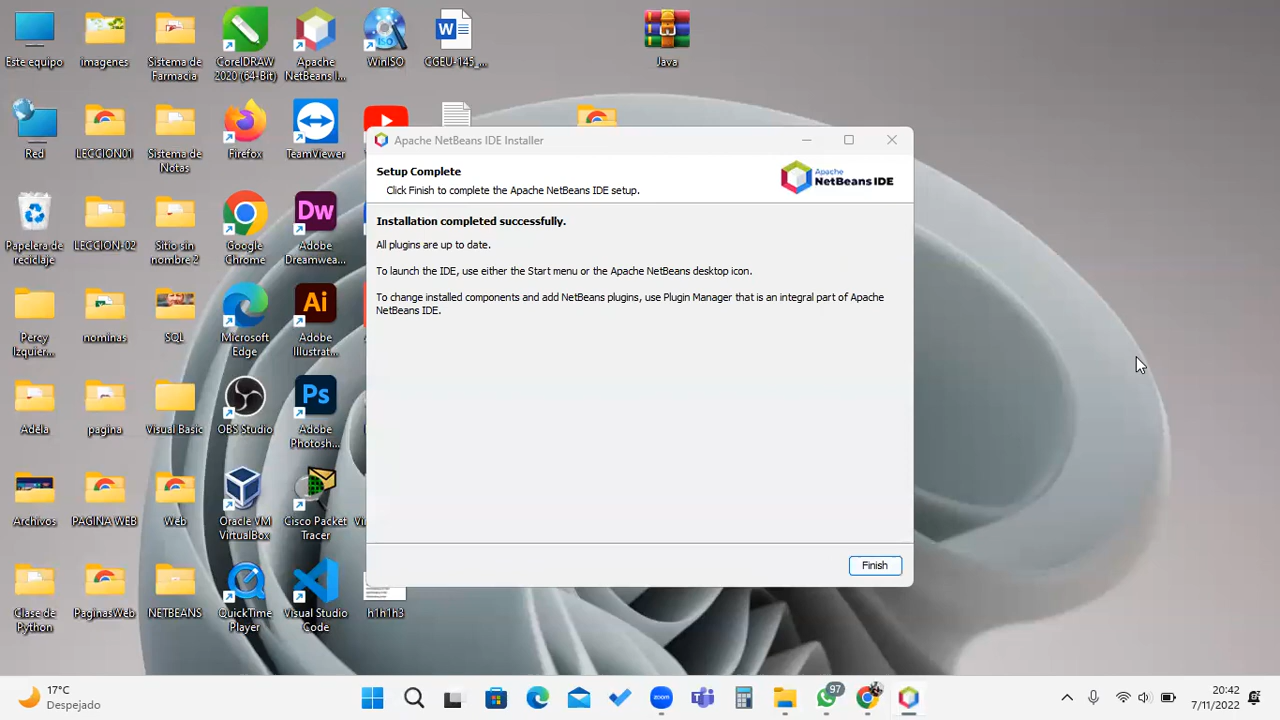 Este equipo
imagenes
Sistema de
Farmacia
CorelDRAW
2020 (64-Bit)
Apache
NetBeans I...
WinISO
CGEU-145_...
Java
Red
LECCION01
Sistema de
Notas
Firefox
TeamViewer
Papelera de
reciclaje
LECCION-02
Sitio sin
nombre 2
Google
Chrome
Dw
Adobe
Dreamwea...
Percy
Izquier...
nominas
SQL
Microsoft
Edge
Ai
Adobe
Illustrat...
Adela
pagina
Visual Basic
OBS Studio
Ps
Adobe
Photosh...
Archivos
PAGINA WEB
Web
Oracle VM
VirtualBox
Cisco Packet
Tracer
Clase de
Python
PaginasWeb
NETBEANS
QuickTime
Player
Visual Studio
Code
h1h1h3
Apache NetBeans IDE Installer
Setup Complete
Click Finish to complete the Apache NetBeans IDE setup.
Apache
NetBeans IDE
Installation completed successfully.
All plugins are up to date.
To launch the IDE, use either the Start menu or the Apache NetBeans desktop icon.
To change installed components and add NetBeans plugins, use Plugin Manager that is an integral part of Apache
NetBeans IDE.
Finish
17°C
Despejado
zoom
97
20:42
7/11/2022